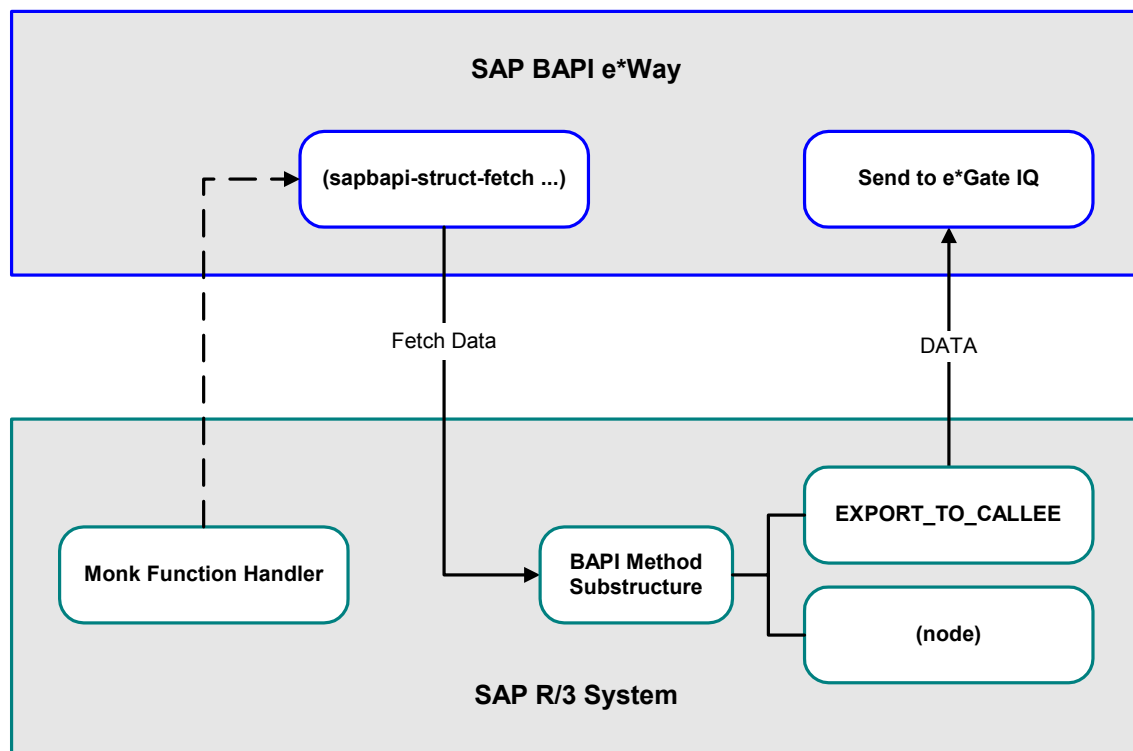 SAP BAPI e*Way
(sapbapi-struct-fetch ...)
Send to e*Gate IQ
Fetch Data
DATA
EXPORT_TO_CALLEE
Monk Function Handler
BAPI Method
Substructure
(node)
SAP R/3 System